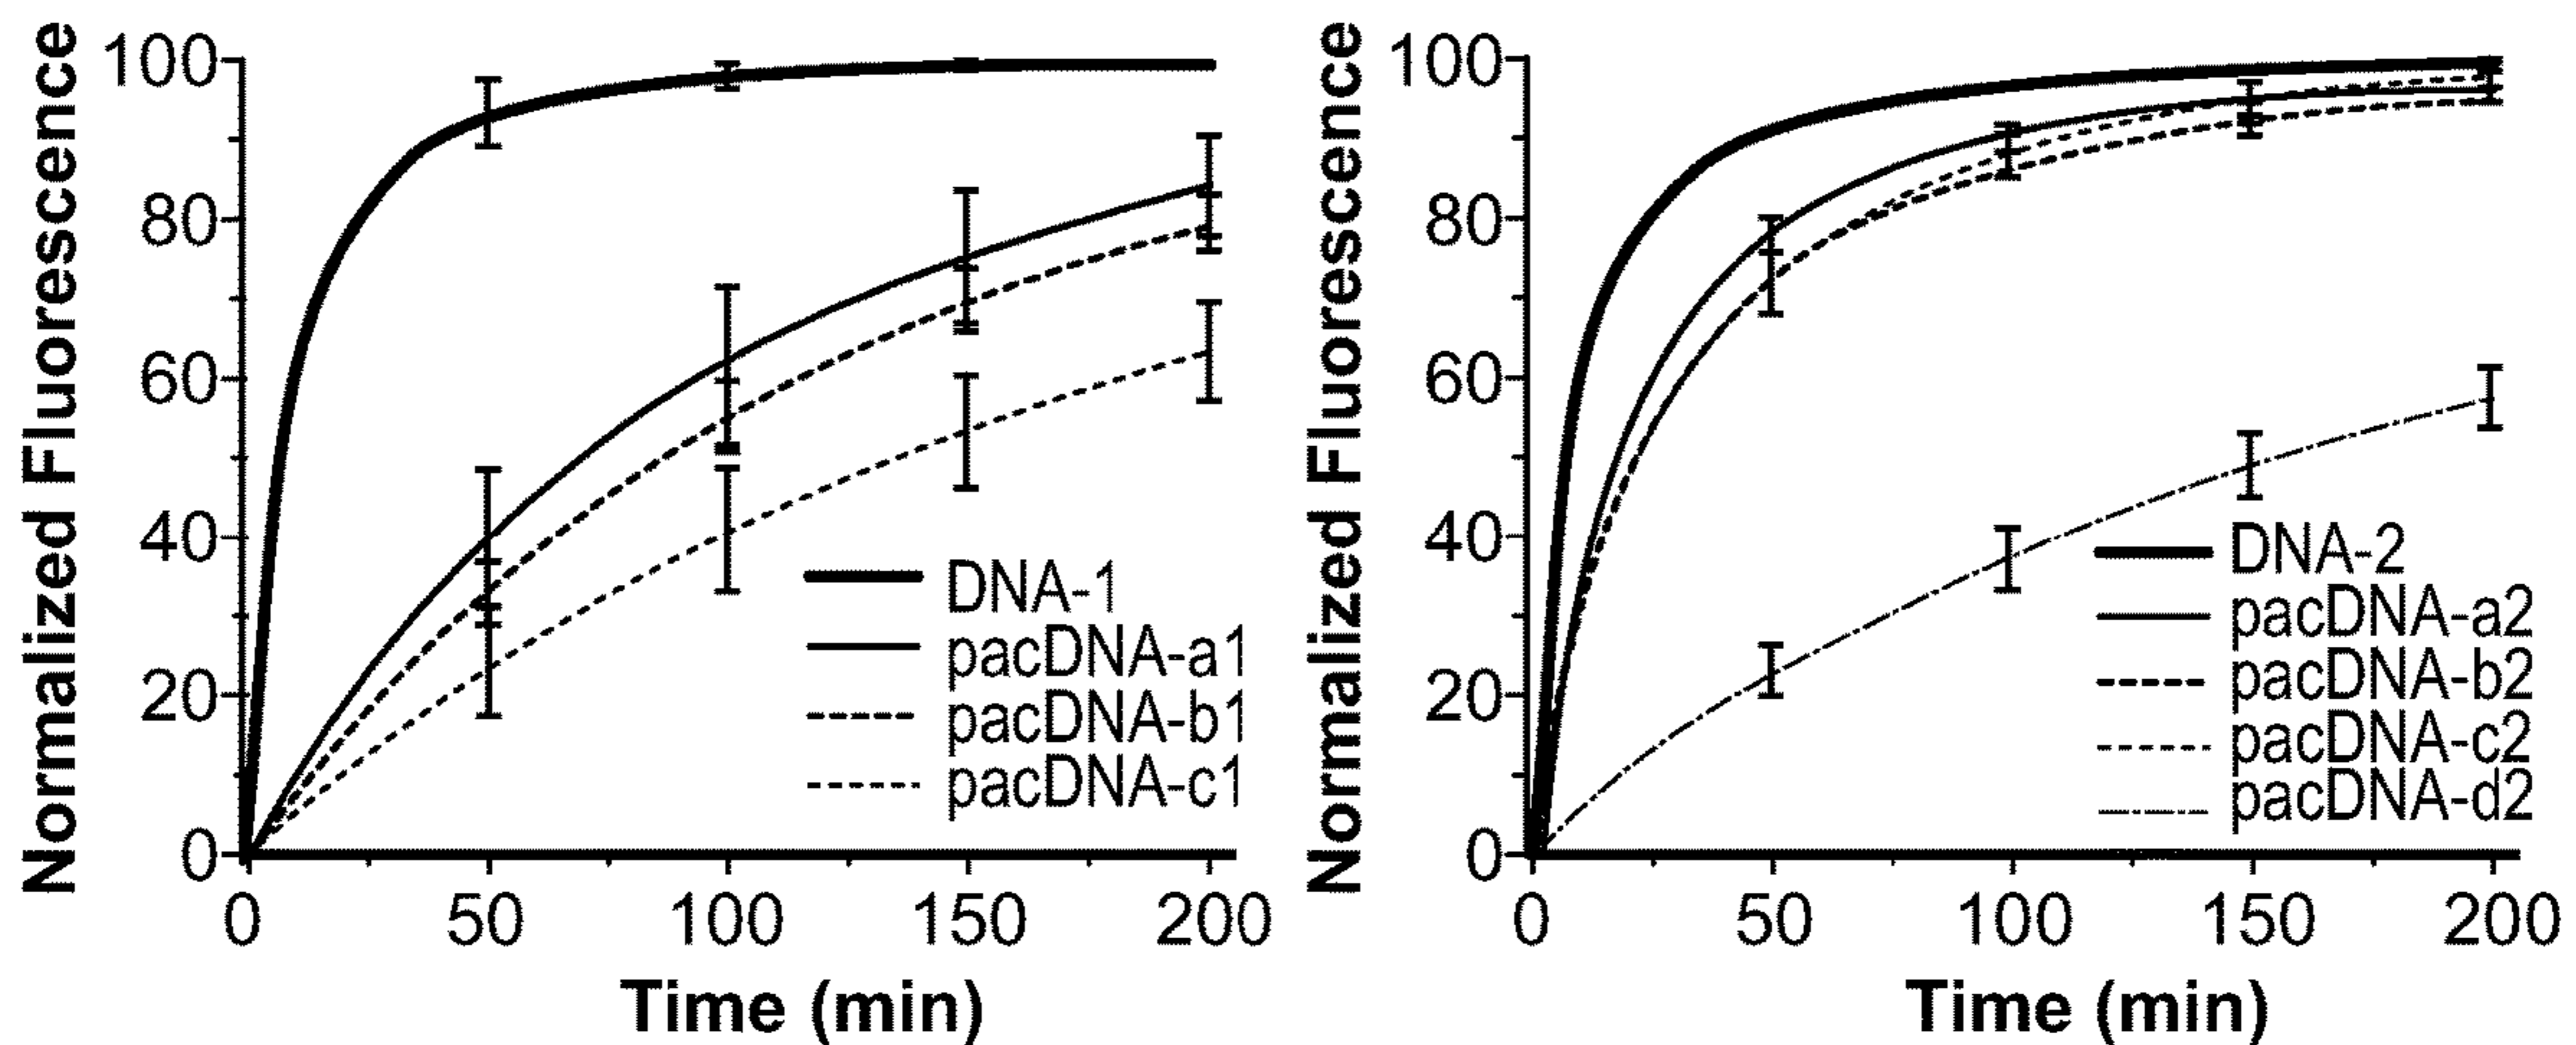 Normalized Fluorescence
100
80
60
40
20
0
0 50 100 150 200
Time (min)
DNA-1
pacDNA-a1
pacDNA-b1
pacDNA-c1
Normalized Fluorescence
100
80
60
40
20
0
0 50 100 150 200
Time (min)
DNA-2
pacDNA-a2
pacDNA-b2
pacDNA-c2
pacDNA-d2